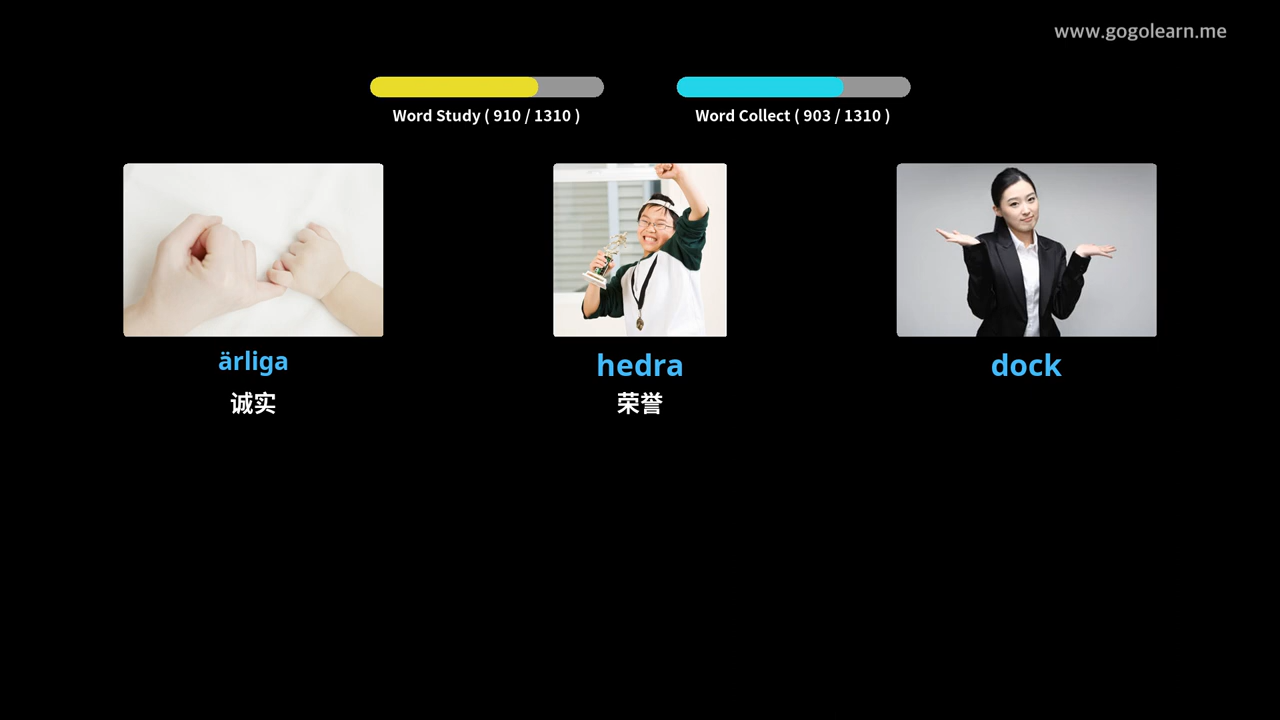 www.gogolearn.me
Word Study ( 910 / 1310 )
Word Collect ( 903 / 1310 )
ärliga
hedra
dock
诚实
荣誉